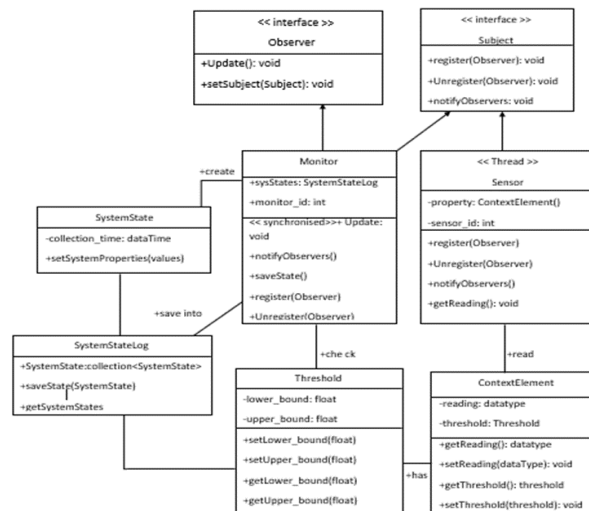 << interface >>
Observer
+Update(): void
+setSubject(Subject): void
<< interface >>
Subject
+register(Observer): void
+Unregister(Observer): void
+notifyObservers: void
Monitor
+sysStates: SystemStateLog
+monitor_id: int
<< synchronised>>+ Update:
void
+notifyObservers()
+saveState()
+register(Observer)
+Unregister(Observer)
<< Thread >>
Sensor
-property: ContextElement()
-sensor_id: int
+register(Observer)
+Unregister(Observer)
+notifyObservers()
+getReading(): void
+create
SystemState
-collection_time: dataTime
+setSystemProperties(values)
+save into
SystemStateLog
+SystemState:collection<SystemState>
+saveState(SystemState)
+getSystemStates
+che ck
+read
Threshold
-lower_bound: float
-upper_bound: float
+setLower_bound(float)
+setUpper_bound(float)
+getLower_bound(float)
+getUpper_bound(float)
+has
ContextElement
-reading: datatype
-threshold: Threshold
+getReading(): datatype
+setReading(dataType): void
+getThreshold(): threshold
+setThreshold(threshold): void